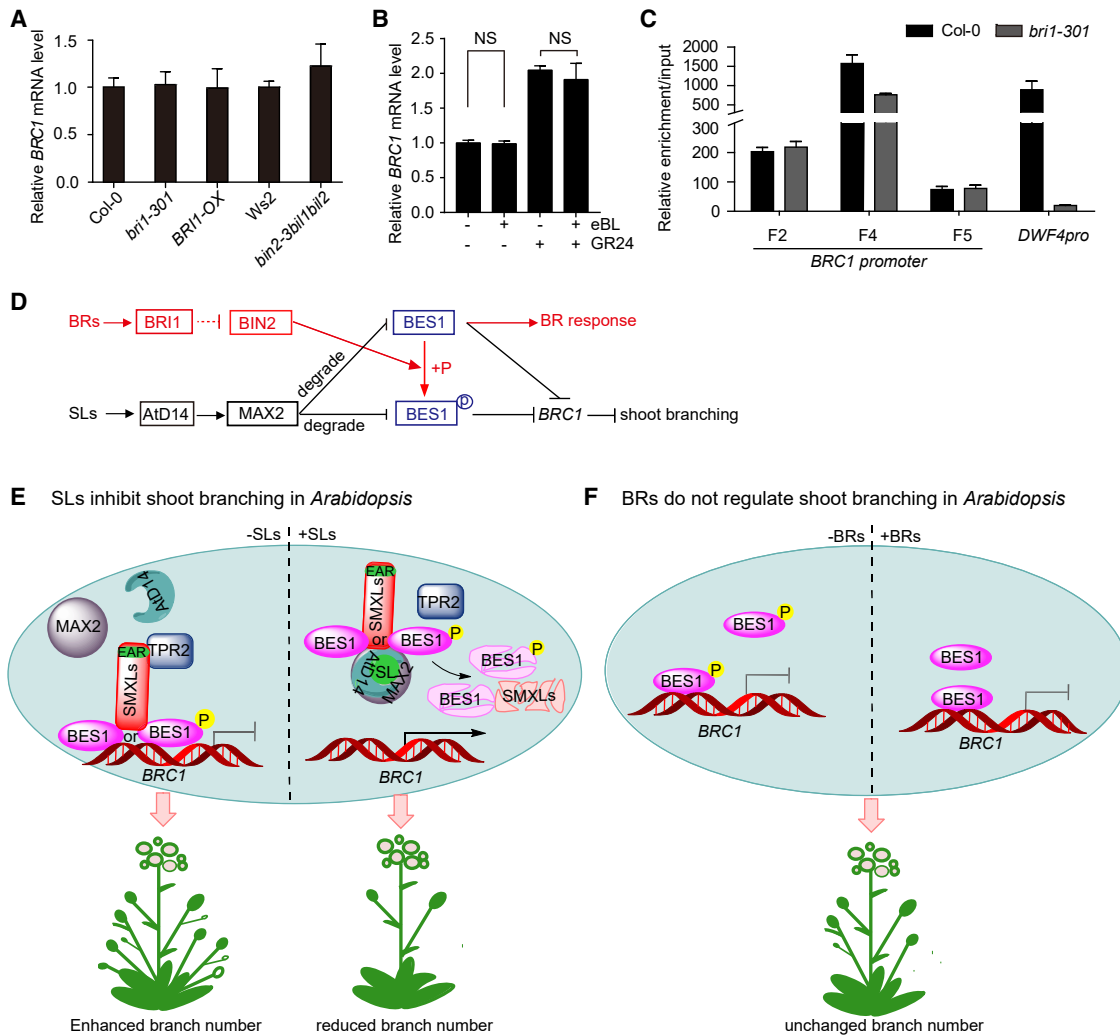 A
Relative BRC1 mRNA level
1.5
1.0
0.5
0.0
Col-0
bri1-301
BRI1-OX
Ws2
bin2-3bil1bil2
B
Relative BRC1 mRNA level
2.5
2.0
1.5
1.0
0.5
0.0
NS
NS
- + - + eBL
- - + + GR24
C
Col-0
bri1-301
Relative enrichment/input
2000
1500
1000
500
300
200
100
0
F2 F4 F5 DWF4pro
BRC1 promoter
D
BRs BRI1 BIN2 BES1 BR response
degrade
+P
SLs AtD14 MAX2 degrade BES1 P BRC1 shoot branching
E SLs inhibit shoot branching in Arabidopsis
-SLs +SLs
MAX2
AtD14
EAR
SMXLs
TPR2
BES1 or BES1 P
BRC1
EAR
SMXLs
TPR2
BES1 or BES1 P
AtD14
SL
MAX2
BES1 P
BES1
SMXLs
BRC1
Enhanced branch number
reduced branch number
F BRs do not regulate shoot branching in Arabidopsis
-BRs +BRs
BES1 P
BES1 P
BRC1
BES1
BES1
BRC1
unchanged branch number